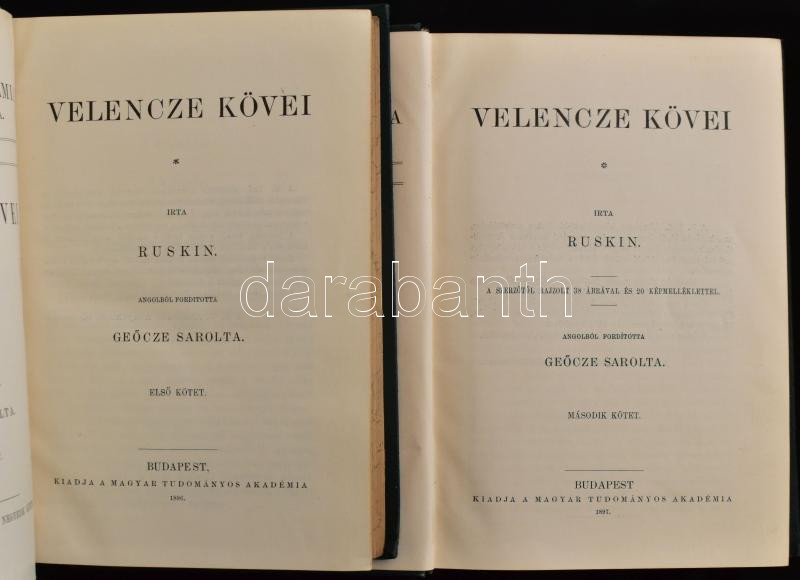 VELENCZE KÖVEI
*
IRTA
RUSKIN.
ANGOLBÓL FORDÍTOTTA
GEŐCZE SAROLTA.
ELSŐ KÖTET.
BUDAPEST,
KIADJA A MAGYAR TUDOMÁNYOS AKADÉMIA
1896.
VELENCZE KÖVEI
*
IRTA
RUSKIN.
A SZERZŐTŐL RAJZOLT 38 ÁBRÁVAL ÉS 20 KÉPMELLÉKLETTEL.
ANGOLBÓL FORDÍTOTTA
GEŐCZE SAROLTA.
MÁSODIK KÖTET.
BUDAPEST
KIADJA A MAGYAR TUDOMÁNYOS AKADÉMIA
1897.
darabanth